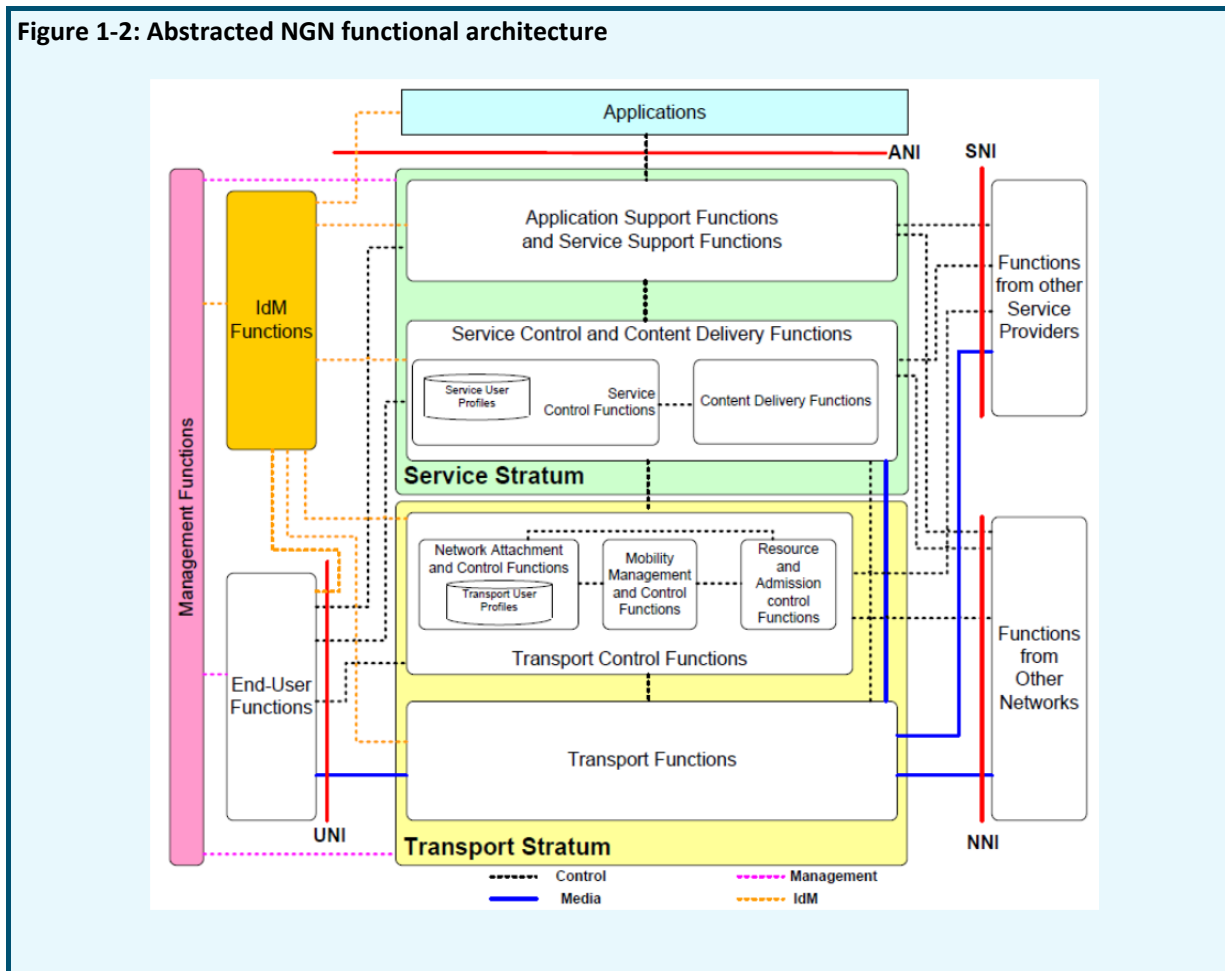 Figure 1-2: Abstracted NGN functional architecture
Applications
ANI
SNI
Application Support Functions
and Service Support Functions
Functions
from other
Service
Providers
IdM
Functions
Service Control and Content Delivery Functions
Service User
Profiles
Service
Control Functions
Content Delivery Functions
Service Stratum
Management Functions
Network Attachment
and Control Functions
Transport User
Profiles
Mobility
Management
and Control
Functions
Resource
and
Admission
control
Functions
Transport Control Functions
End-User
Functions
Functions
from
Other
Networks
Transport Functions
UNI
NNI
Transport Stratum
Control
Management
Media
IdM